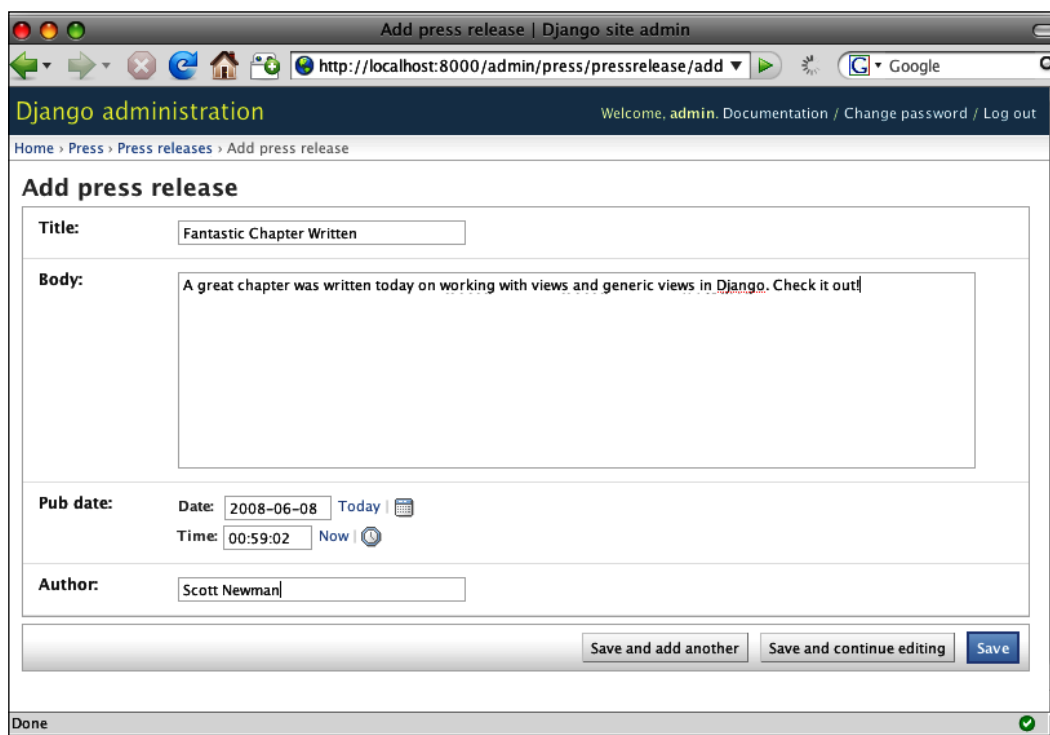 Add press release | Django site admin
http://localhost:8000/admin/press/pressrelease/add
G Google
Django administration
Welcome, admin. Documentation / Change password / Log out
Home › Press › Press releases › Add press release
Add press release
Title: Fantastic Chapter Written
Body: A great chapter was written today on working with views and generic views in Django. Check it out!
Pub date: Date: 2008-06-08 Today |
Time: 00:59:02 Now |
Author: Scott Newman
Save and add another Save and continue editing Save
Done